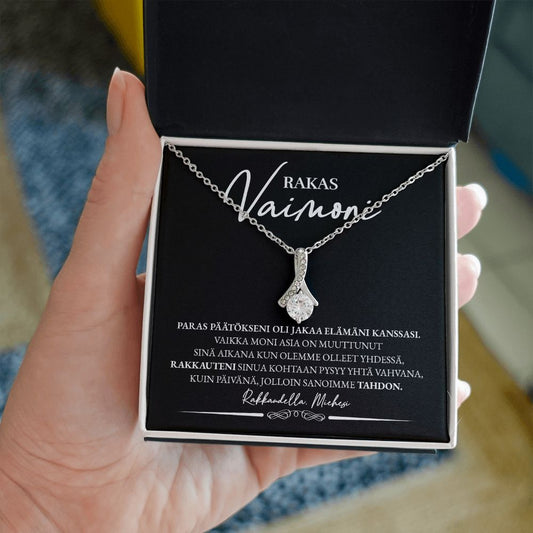 RAKAS
Vaimoni
PARAS PÄÄTÖKSENI OLI JAKAA ELÄMÄNI KANSSASI.
VAIKKA MONI ASIA ON MUUTTUNUT
SINÄ AIKANA KUN OLEMME OLLEET YHDESSÄ,
RAKKAUTENI SINUA KOHTAAN PYSYY YHTÄ VAHVANA,
KUIN PÄIVÄNÄ, JOLLOIN SANOIMME TAHDON.
Rakkaudella, Miehesi